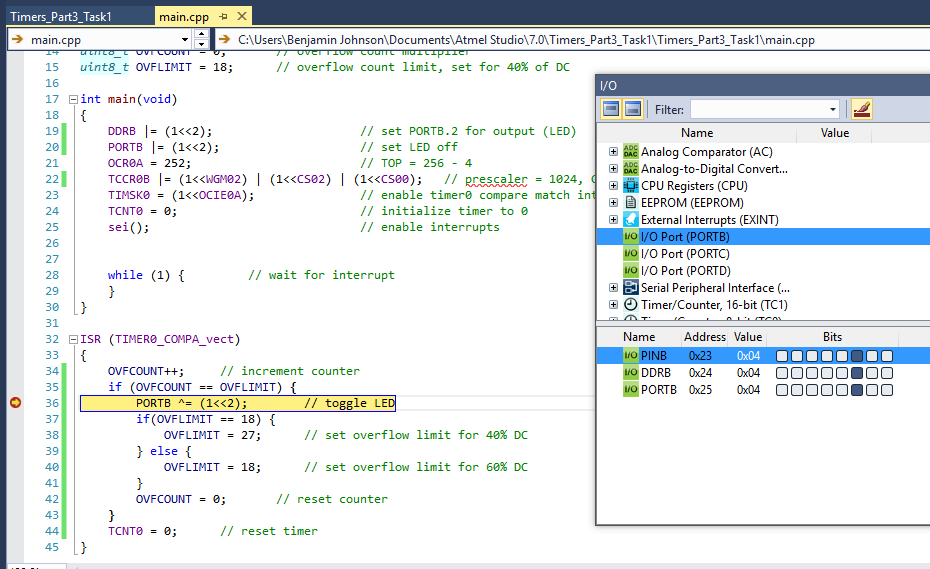 Timers_Part3_Task1
main.cpp
main.cpp
C:\Users\Benjamin Johnson\Documents\Atmel Studio\7.0\Timers_Part3_Task1\Timers_Part3_Task1\main.cpp
14 uint8_t OVFCOUNT = 0; // overflow count multiplier
15 uint8_t OVFLIMIT = 18; // overflow count limit, set for 40% of DC
16
17 int main(void)
18 {
19 DDRB |= (1<<2); // set PORTB.2 for output (LED)
20 PORTB |= (1<<2); // set LED off
21 OCR0A = 252; // TOP = 256 - 4
22 TCCR0B |= (1<<WGM02) | (1<<CS02) | (1<<CS00); // prescaler = 1024, C
23 TIMSK0 = (1<<OCIE0A); // enable timer0 compare match int
24 TCNT0 = 0; // initialize timer to 0
25 sei(); // enable interrupts
26
27
28 while (1) { // wait for interrupt
29 }
30 }
31
32 ISR (TIMER0_COMPA_vect)
33 {
34 OVFCOUNT++; // increment counter
35 if (OVFCOUNT == OVFLIMIT) {
36 PORTB ^= (1<<2); // toggle LED
37 if(OVFLIMIT == 18) {
38 OVFLIMIT = 27; // set overflow limit for 40% DC
39 } else {
40 OVFLIMIT = 18; // set overflow limit for 60% DC
41 }
42 OVFCOUNT = 0; // reset counter
43 }
44 TCNT0 = 0; // reset timer
45 }
I/O
Filter:
Name Value
Analog Comparator (AC)
Analog-to-Digital Convert...
CPU Registers (CPU)
EEPROM (EEPROM)
External Interrupts (EXINT)
I/O Port (PORTB)
I/O Port (PORTC)
I/O Port (PORTD)
Serial Peripheral Interface (...
Timer/Counter, 16-bit (TC1)
Name Address Value Bits
I/O PINB 0x23 0x04
I/O DDRB 0x24 0x04
I/O PORTB 0x25 0x04